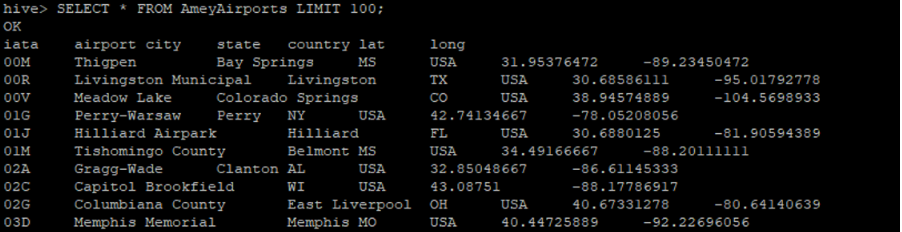 hive> SELECT * FROM AmeyAirports LIMIT 100;
OK
iata airport city state country lat long
00M Thigpen Bay Springs MS USA 31.95376472 -89.23450472
00R Livingston Municipal Livingston TX USA 30.68586111 -95.01792778
00V Meadow Lake Colorado Springs CO USA 38.94574889 -104.5698933
01G Perry-Warsaw Perry NY USA 42.74134667 -78.05208056
01J Hilliard Airpark Hilliard FL USA 30.6880125 -81.90594389
01M Tishomingo County Belmont MS USA 34.49166667 -88.20111111
02A Gragg-Wade Clanton AL USA 32.85048667 -86.61145333
02C Capitol Brookfield WI USA 43.08751 -88.17786917
02G Columbiana County East Liverpool OH USA 40.67331278 -80.64140639
03D Memphis Memorial Memphis MO USA 40.44725889 -92.22696056